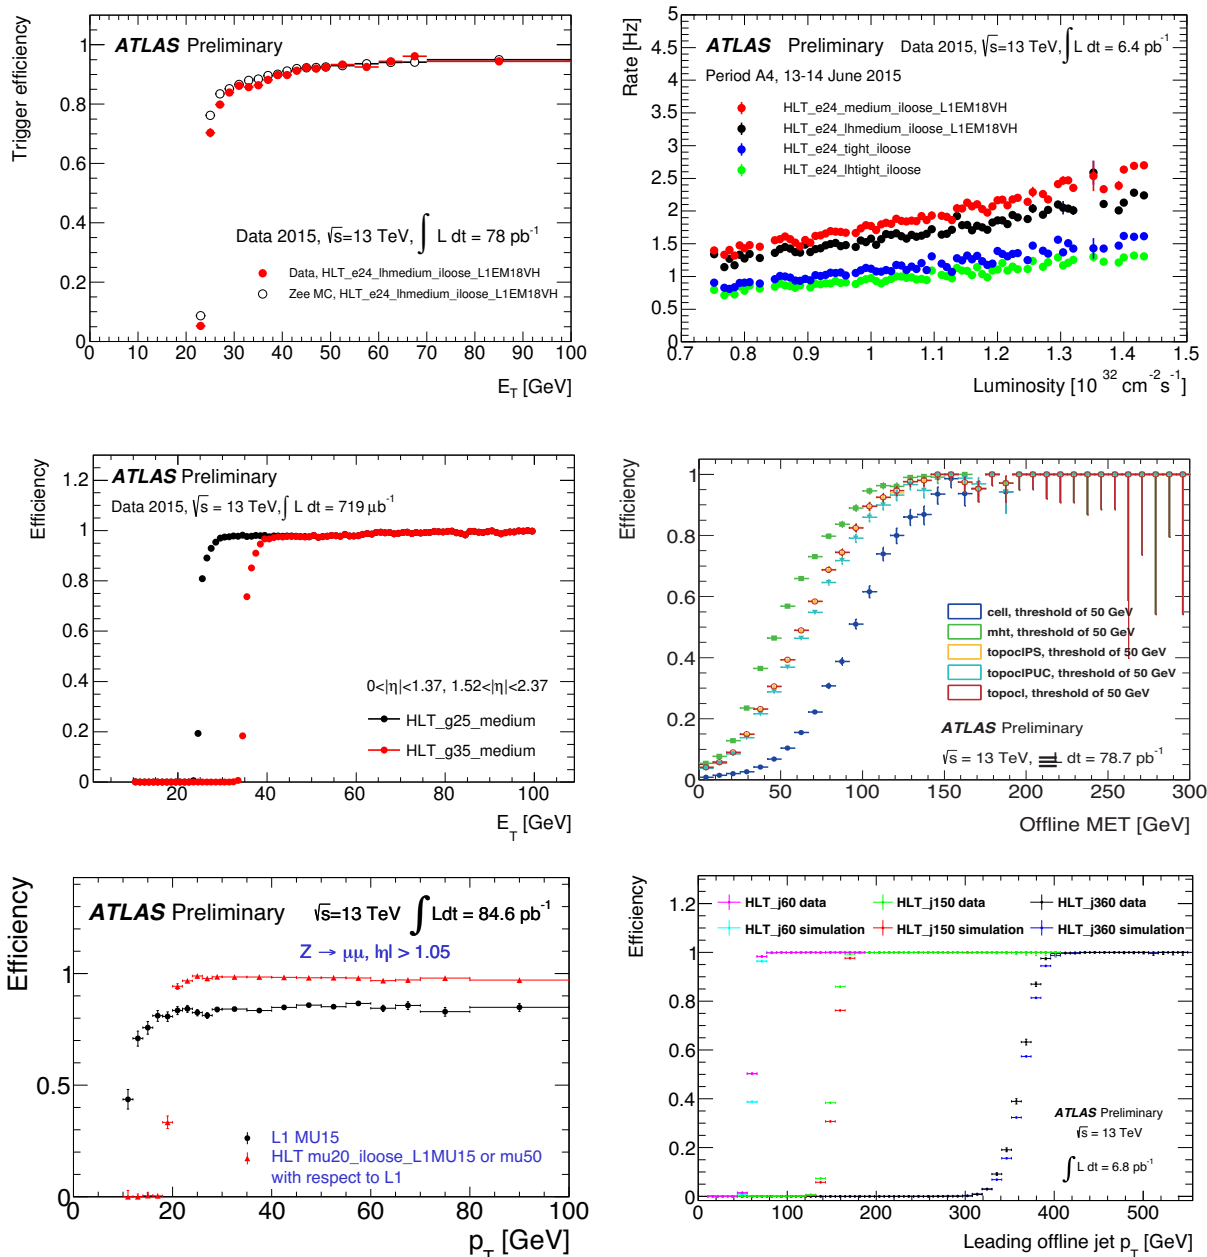 ATLAS Preliminary
Trigger efficiency
1
0.8
0.6
0.4
0.2
0
Data 2015, √s=13 TeV, ∫ L dt = 78 pb⁻¹
Data, HLT_e24_lhmedium_iloose_L1EM18VH
Zee MC, HLT_e24_lhmedium_iloose_L1EM18VH
0 10 20 30 40 50 60 70 80 90 100
E_T [GeV]
ATLAS Preliminary Data 2015, √s=13 TeV, ∫ L dt = 6.4 pb⁻¹
Period A4, 13-14 June 2015
HLT_e24_medium_iloose_L1EM18VH
HLT_e24_lhmedium_iloose_L1EM18VH
HLT_e24_tight_iloose
HLT_e24_lhtight_iloose
Rate [Hz]
5
4.5
4
3.5
3
2.5
2
1.5
1
0.5
0
0.7 0.8 0.9 1 1.1 1.2 1.3 1.4 1.5
Luminosity [10³² cm⁻²s⁻¹]
ATLAS Preliminary
Data 2015, √s = 13 TeV, ∫ L dt = 719 μb⁻¹
Efficiency
1.2
1
0.8
0.6
0.4
0.2
0
0<|η|<1.37, 1.52<|η|<2.37
HLT_g25_medium
HLT_g35_medium
20 40 60 80 100
E_T [GeV]
Efficiency
1
0.8
0.6
0.4
0.2
0
cell, threshold of 50 GeV
mht, threshold of 50 GeV
topoclPS, threshold of 50 GeV
topoclPUC, threshold of 50 GeV
topocl, threshold of 50 GeV
ATLAS Preliminary
√s = 13 TeV, L dt = 78.7 pb⁻¹
0 50 100 150 200 250 300
Offline MET [GeV]
ATLAS Preliminary √s=13 TeV ∫ Ldt = 84.6 pb⁻¹
Z → μμ, |η| > 1.05
Efficiency
1
0.5
0
L1 MU15
HLT mu20_iloose_L1MU15 or mu50
with respect to L1
0 20 40 60 80 100
p_T [GeV]
HLT_j60 data HLT_j150 data HLT_j360 data
HLT_j60 simulation HLT_j150 simulation HLT_j360 simulation
Efficiency
1.2
1
0.8
0.6
0.4
0.2
0
ATLAS Preliminary
√s = 13 TeV
∫ L dt = 6.8 pb⁻¹
0 100 200 300 400 500
Leading offline jet p_T [GeV]